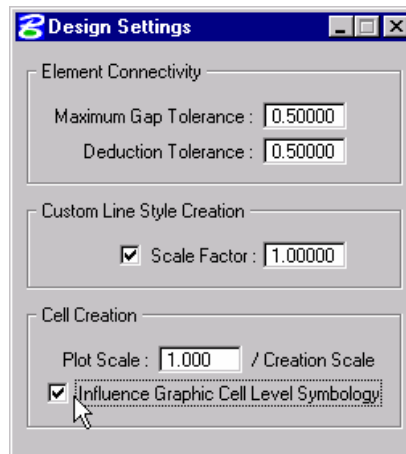 Design Settings
Element Connectivity
Maximum Gap Tolerance : 0.50000
Deduction Tolerance : 0.50000
Custom Line Style Creation
Scale Factor : 1.00000
Cell Creation
Plot Scale : 1.000 / Creation Scale
Influence Graphic Cell Level Symbology